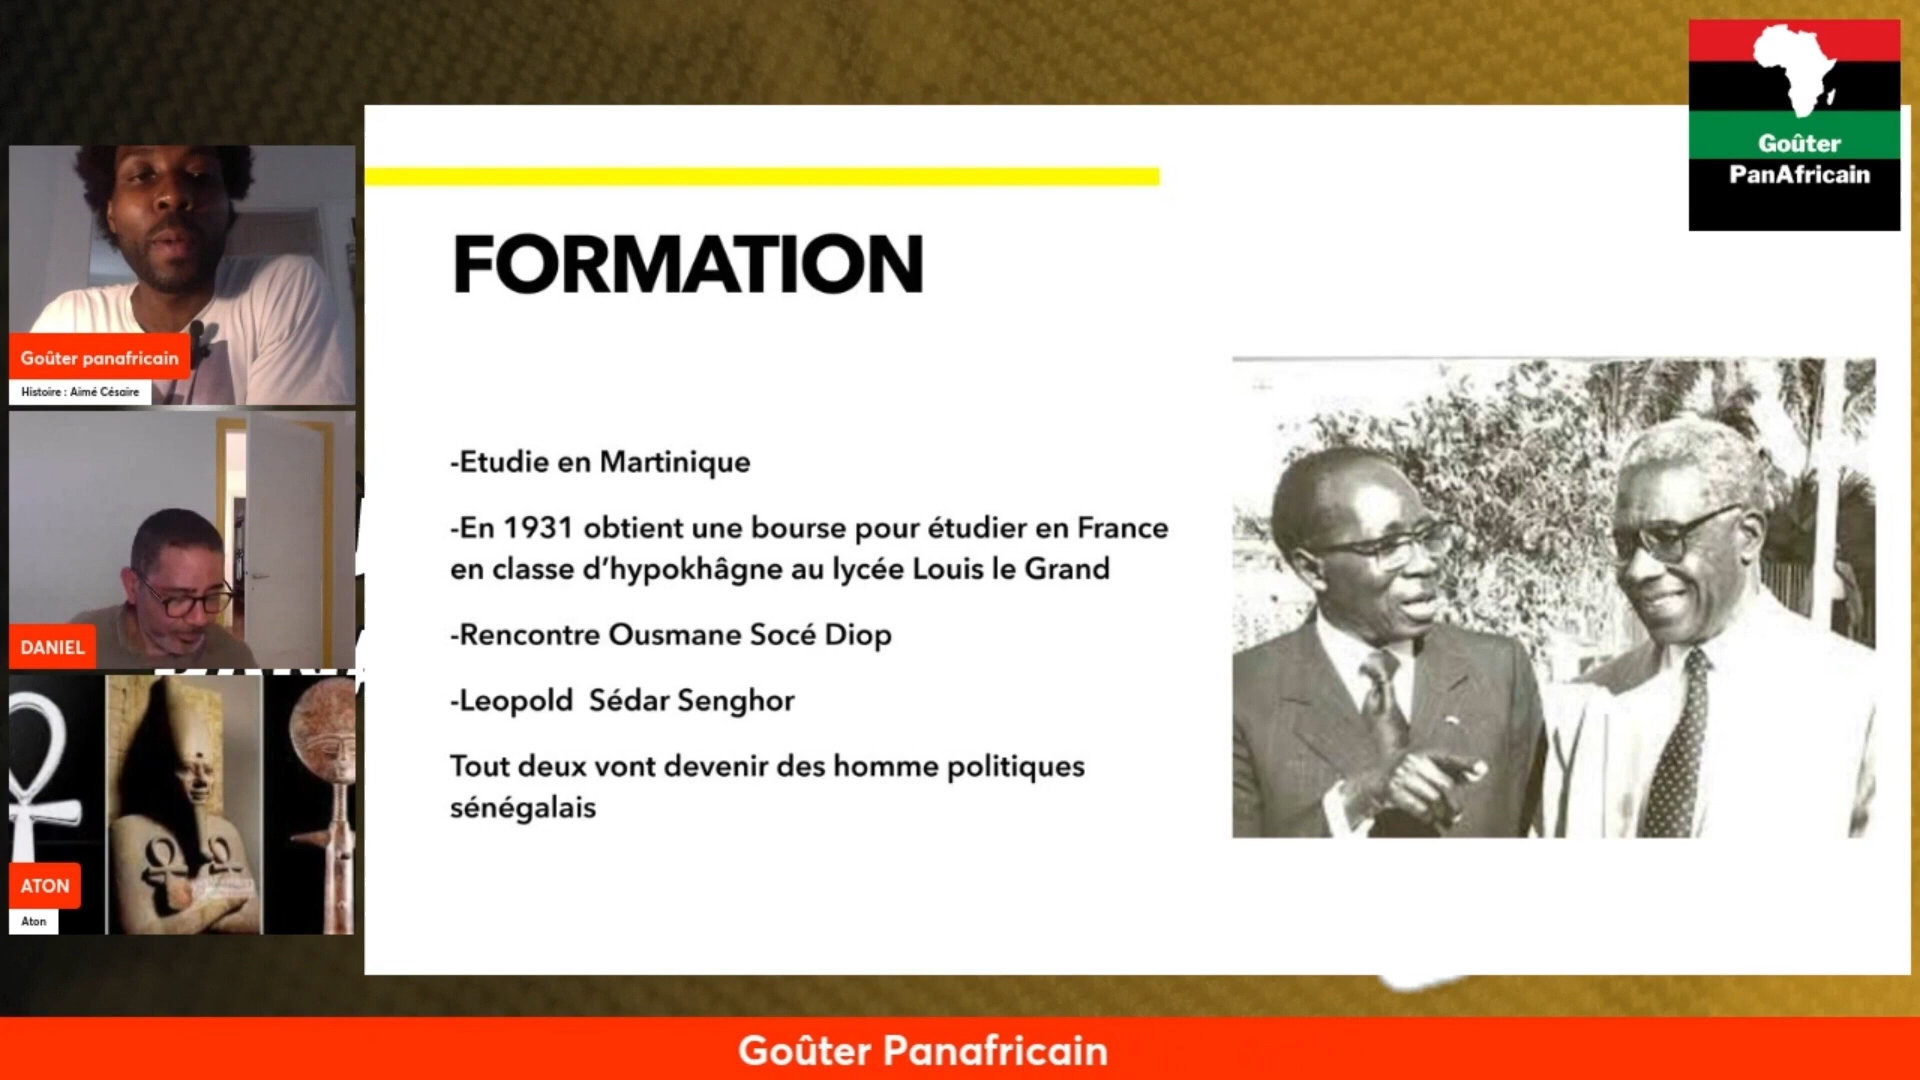 Goûter
PanAfricain
FORMATION
-Etudie en Martinique
-En 1931 obtient une bourse pour étudier en France
en classe d’hypokhâgne au lycée Louis le Grand
-Rencontre Ousmane Socé Diop
-Leopold Sédar Senghor
Tout deux vont devenir des homme politiques
sénégalais
Goûter panafricain
Histoire : Aimé Césaire
DANIEL
ATON
Aton
Goûter Panafricain